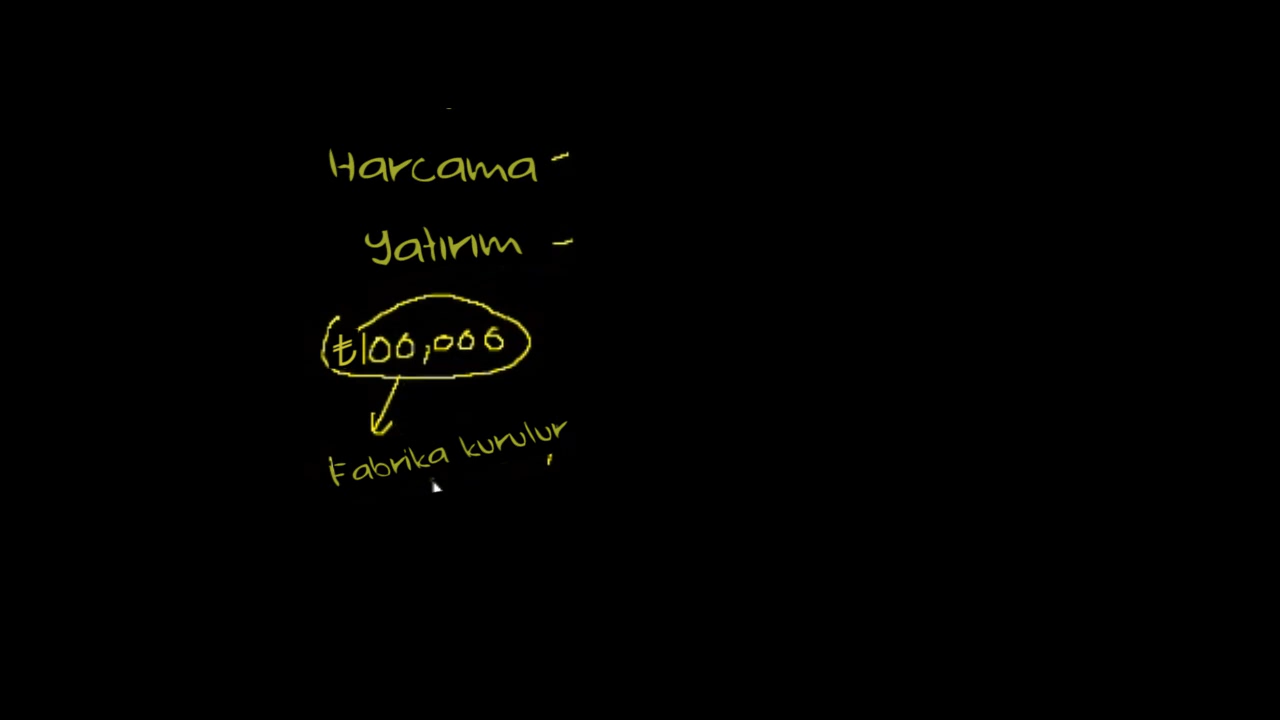 Harcama -
Yatırım -
₺100,000
Fabrika kurulur